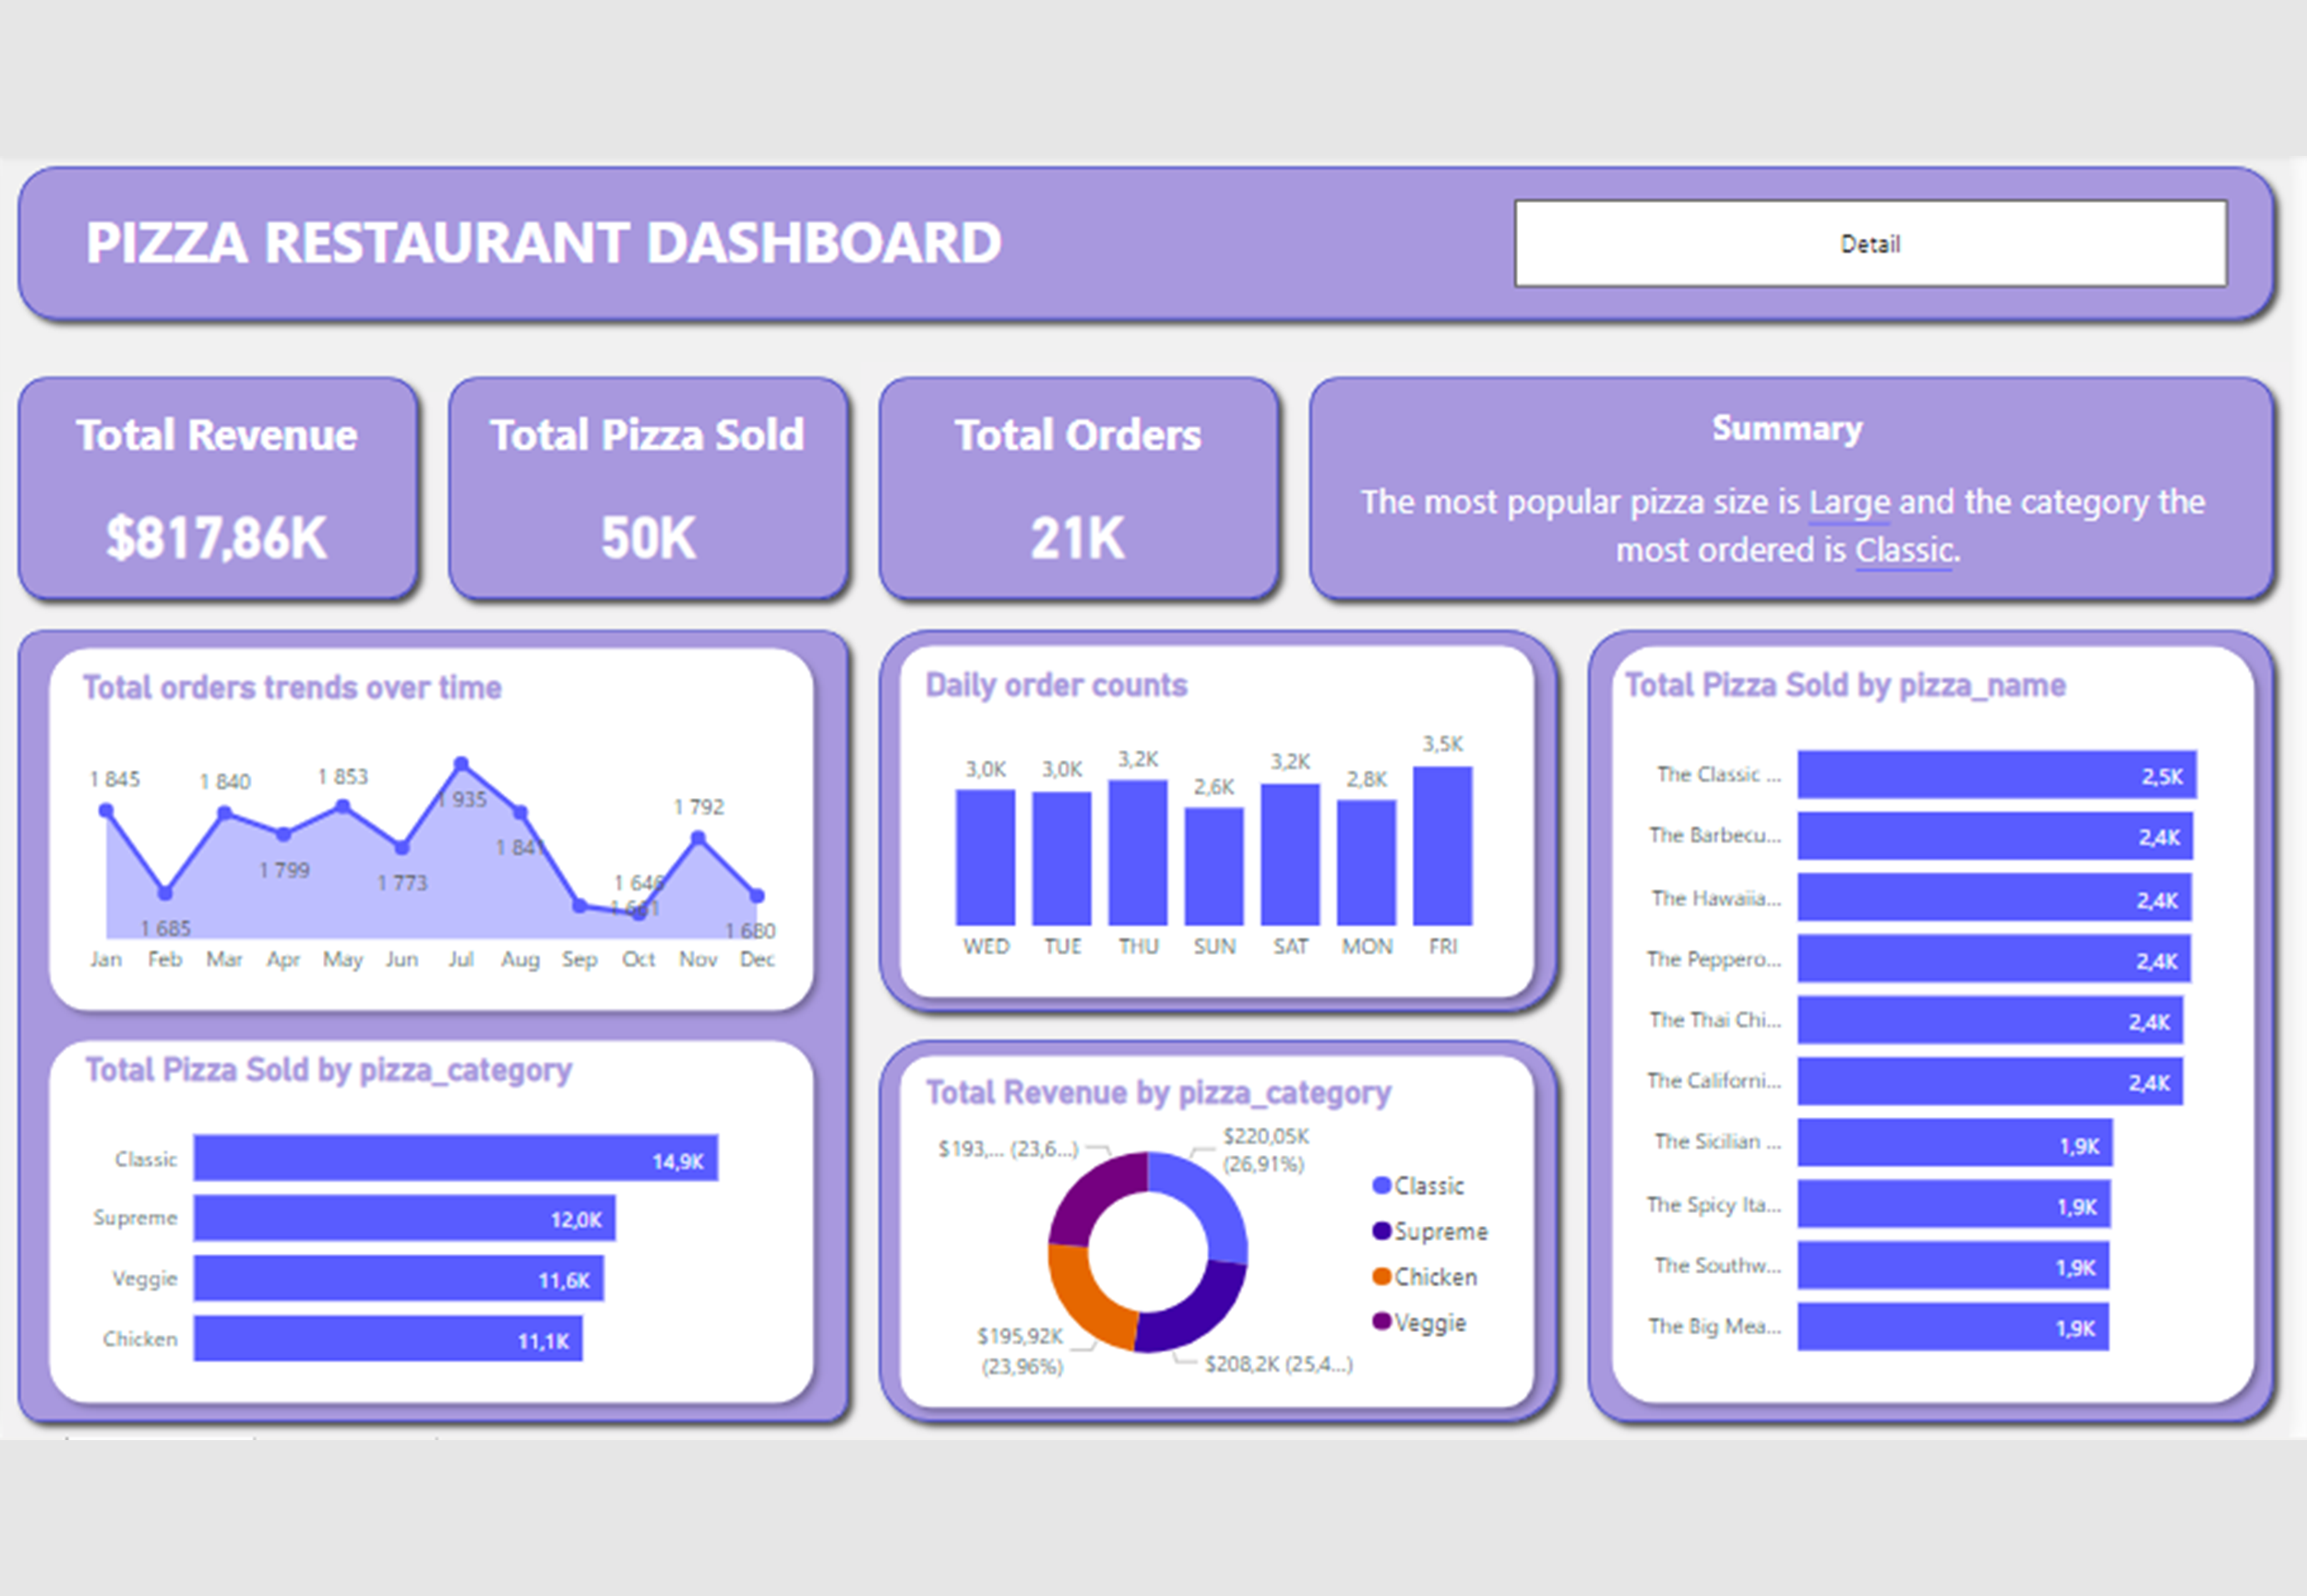 PIZZA RESTAURANT DASHBOARD
Detail
Total Revenue
$817,86K
Total Pizza Sold
50K
Total Orders
21K
Summary
The most popular pizza size is Large and the category the
most ordered is Classic.
Total orders trends over time
1 845
1 685
1 840
1 799
1 853
1 773
1 935
1 841
1 646
1 792
1 680
Jan Feb Mar Apr May Jun Jul Aug Sep Oct Nov Dec
Total Pizza Sold by pizza_category
Classic 14,9K
Supreme 12,0K
Veggie 11,6K
Chicken 11,1K
Daily order counts
3,0K 3,0K 3,2K 2,6K 3,2K 2,8K 3,5K
WED TUE THU SUN SAT MON FRI
Total Revenue by pizza_category
$193,... (23,6...)
$220,05K
(26,91%)
$195,92K
(23,96%)
$208,2K (25,4...)
Classic
Supreme
Chicken
Veggie
Total Pizza Sold by pizza_name
The Classic ... 2,5K
The Barbecu... 2,4K
The Hawaiia... 2,4K
The Peppero... 2,4K
The Thai Chi... 2,4K
The Californi... 2,4K
The Sicilian ... 1,9K
The Spicy Ita... 1,9K
The Southw... 1,9K
The Big Mea... 1,9K